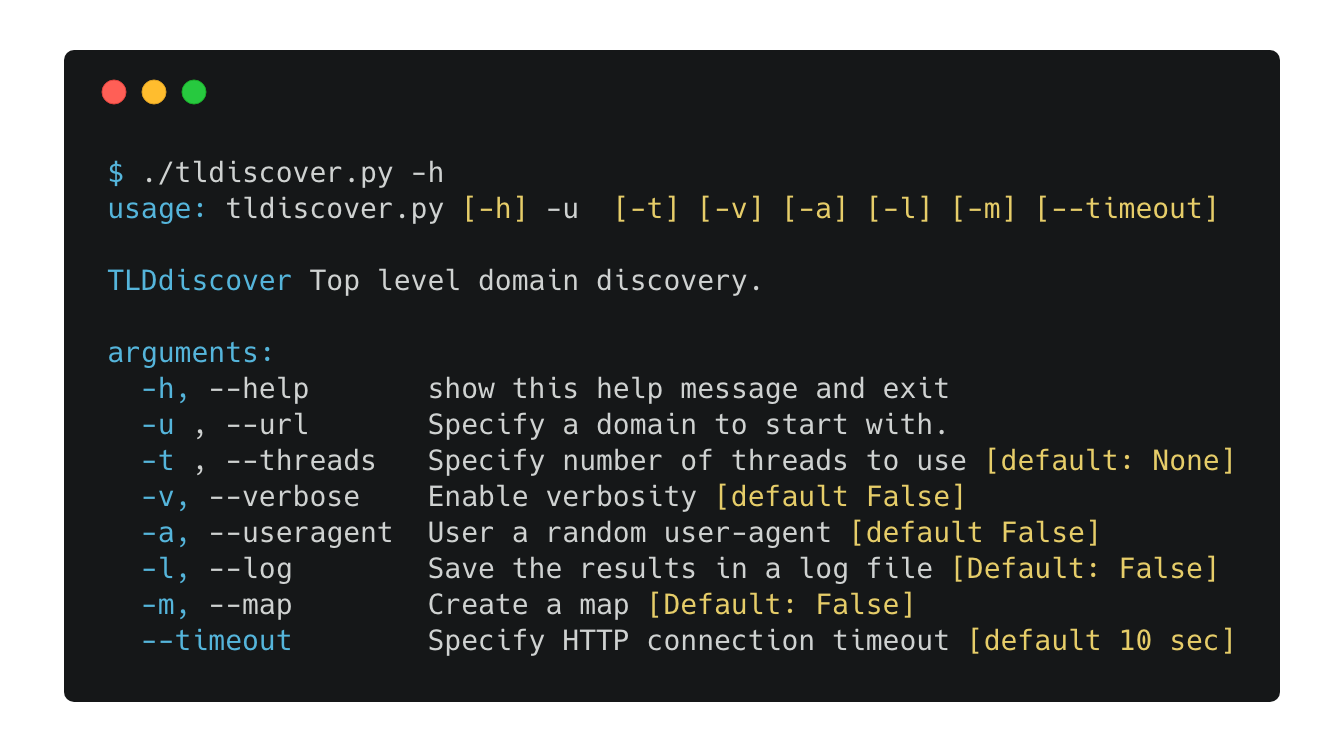 $ ./tldiscover.py -h
usage: tldiscover.py [-h] -u  [-t] [-v] [-a] [-l] [-m] [--timeout]
TLDdiscover Top level domain discovery.
arguments:
  -h, --help       show this help message and exit
  -u , --url       Specify a domain to start with.
  -t , --threads   Specify number of threads to use [default: None]
  -v, --verbose    Enable verbosity [default False]
  -a, --useragent  User a random user-agent [default False]
  -l, --log        Save the results in a log file [Default: False]
  -m, --map        Create a map [Default: False]
  --timeout        Specify HTTP connection timeout [default 10 sec]